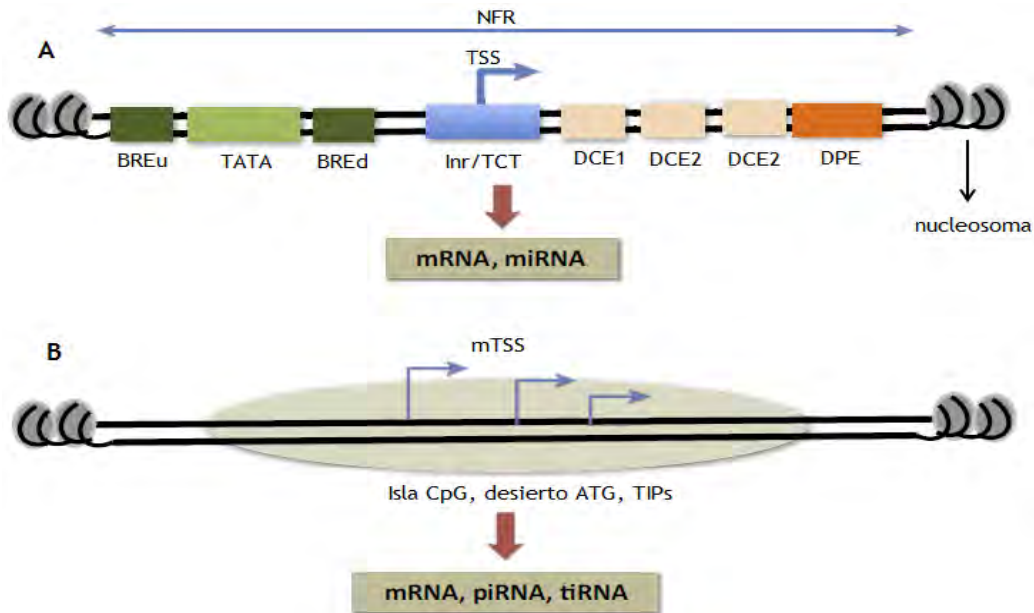 NFR
A
TSS
BREu TATA BREd Inr/TCT DCE1 DCE2 DCE2 DPE
nucleosoma
mRNA, miRNA
B
mTSS
Isla CpG, desierto ATG, TIPs
mRNA, piRNA, tiRNA